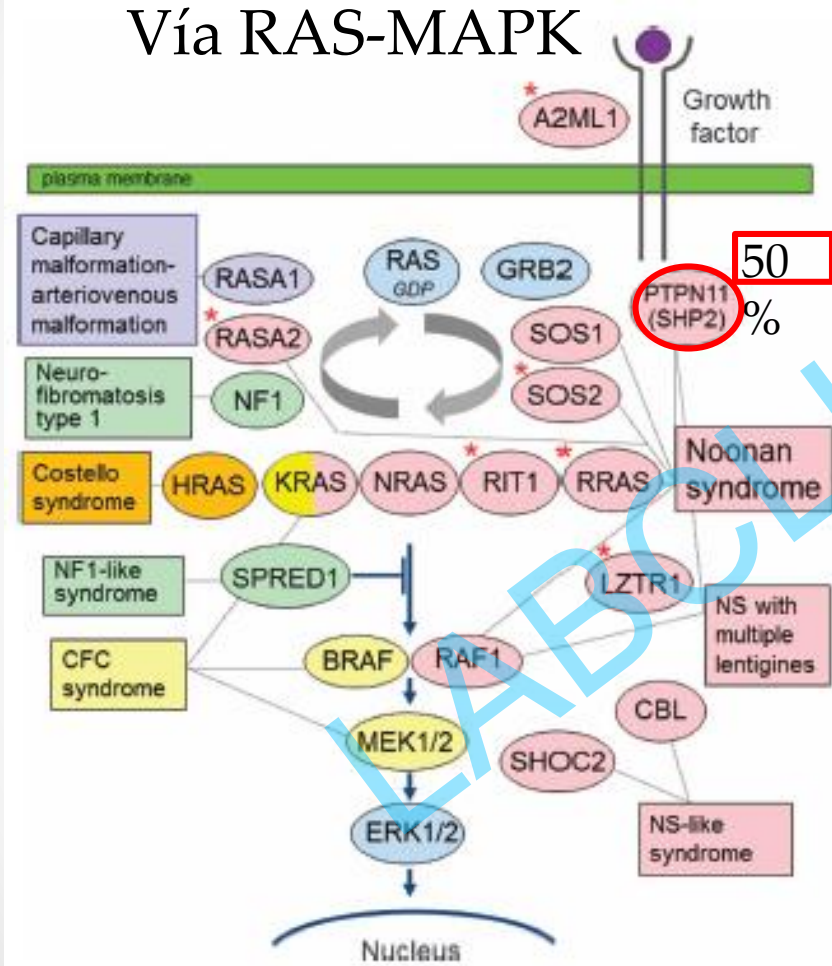 Vía RAS-MAPK
*
A2ML1
Growth
factor
plasma membrane
Capillary
malformation-
arteriovenous
malformation
RASA1
RAS
GDP
GRB2
PTPN11
(SHP2)
50
%
*
RASA2
SOS1
*
SOS2
Neuro-
fibromatosis
type 1
NF1
Noonan
syndrome
Costello
syndrome
HRAS
KRAS
NRAS
*
RIT1
*
RRAS
NF1-like
syndrome
SPRED1
*
LZTR1
NS with
multiple
lentigines
CFC
syndrome
BRAF
RAF1
CBL
MEK1/2
SHOC2
ERK1/2
NS-like
syndrome
Nucleus